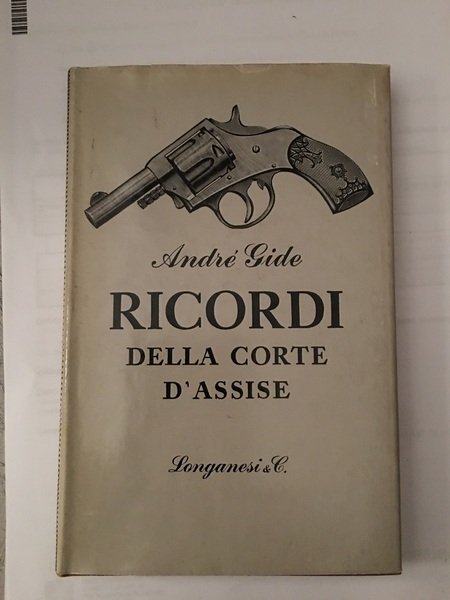 André Gide
RICORDI
DELLA CORTE
D'ASSISE
Longanesi & C.